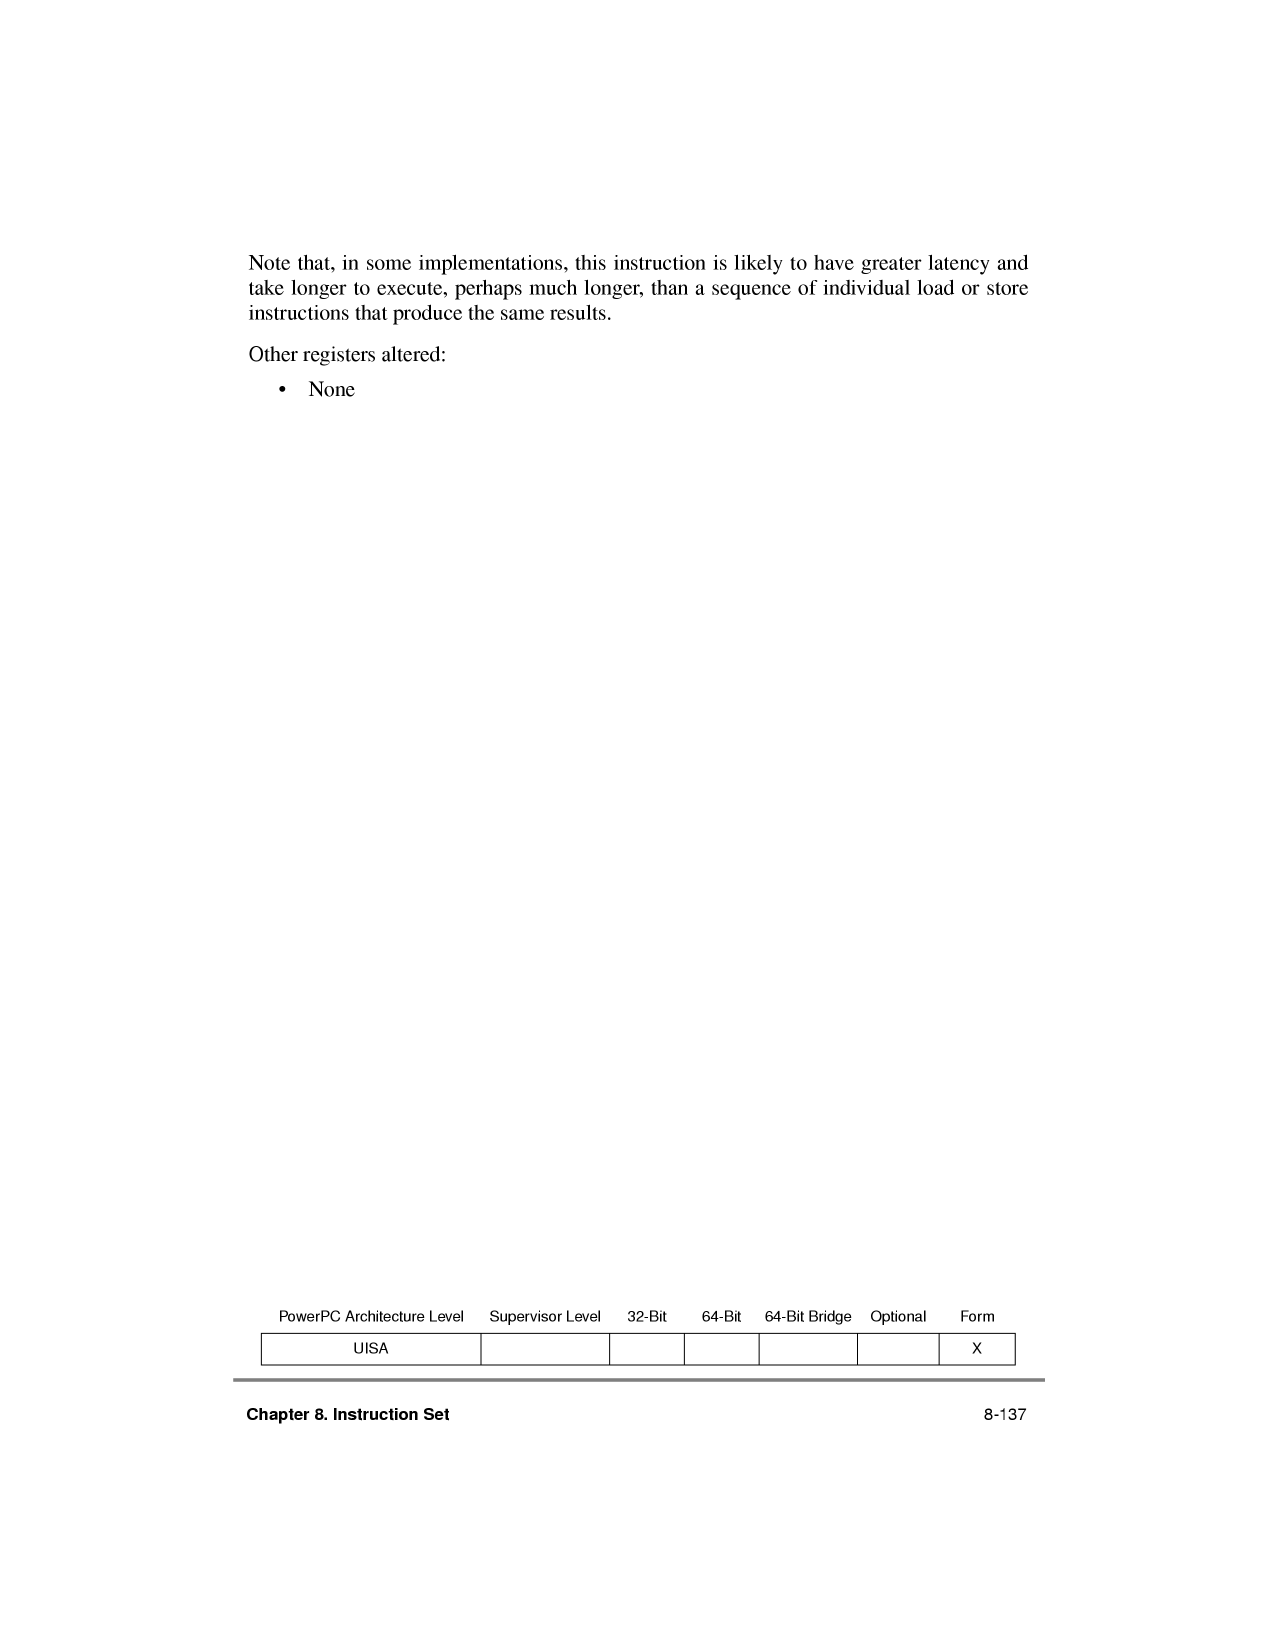 Note that, in some implementations, this instruction is likely to have greater latency and
take longer to execute, perhaps much longer, than a sequence of individual load or store
instructions that produce the same results.
Other registers altered:
• None
PowerPC Architecture Level Supervisor Level 32-Bit 64-Bit 64-Bit Bridge Optional Form
UISA X
Chapter 8. Instruction Set 8-137